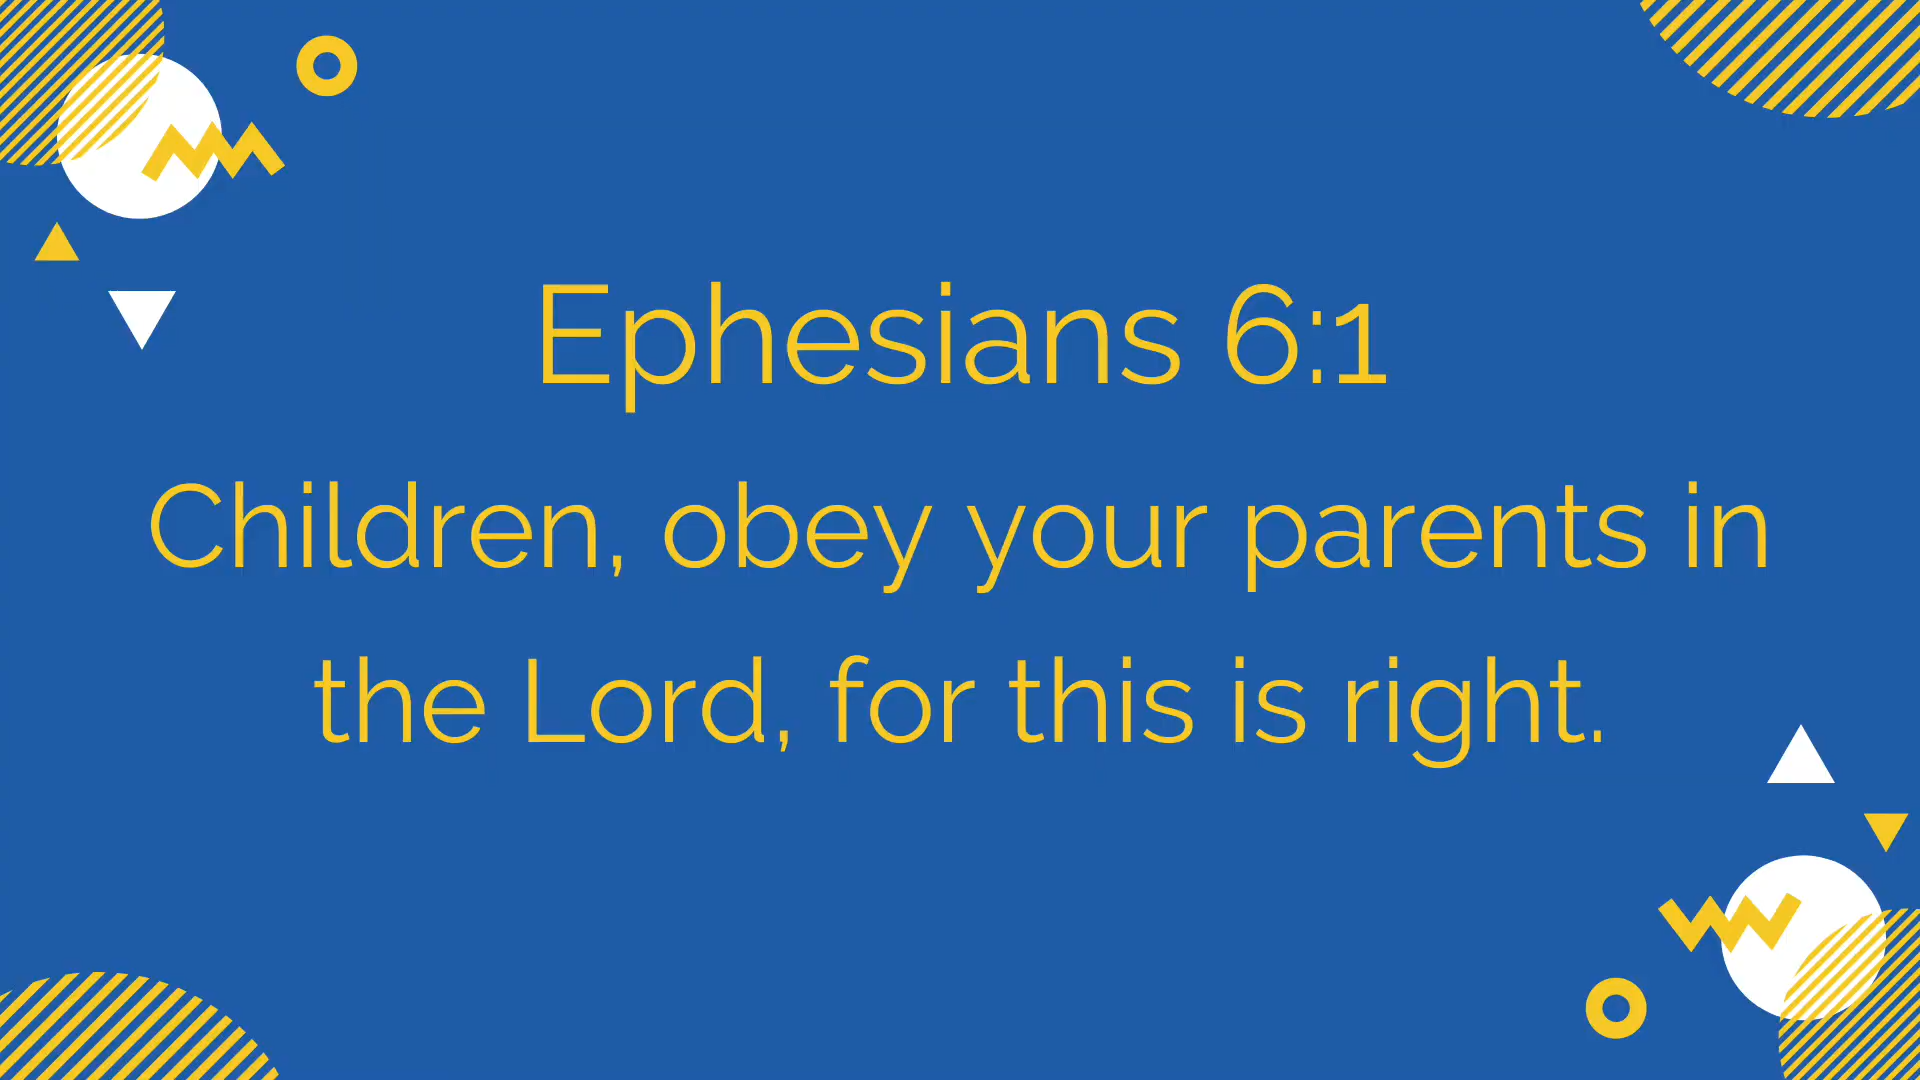 Ephesians 6:1
Children, obey your parents in
the Lord, for this is right.